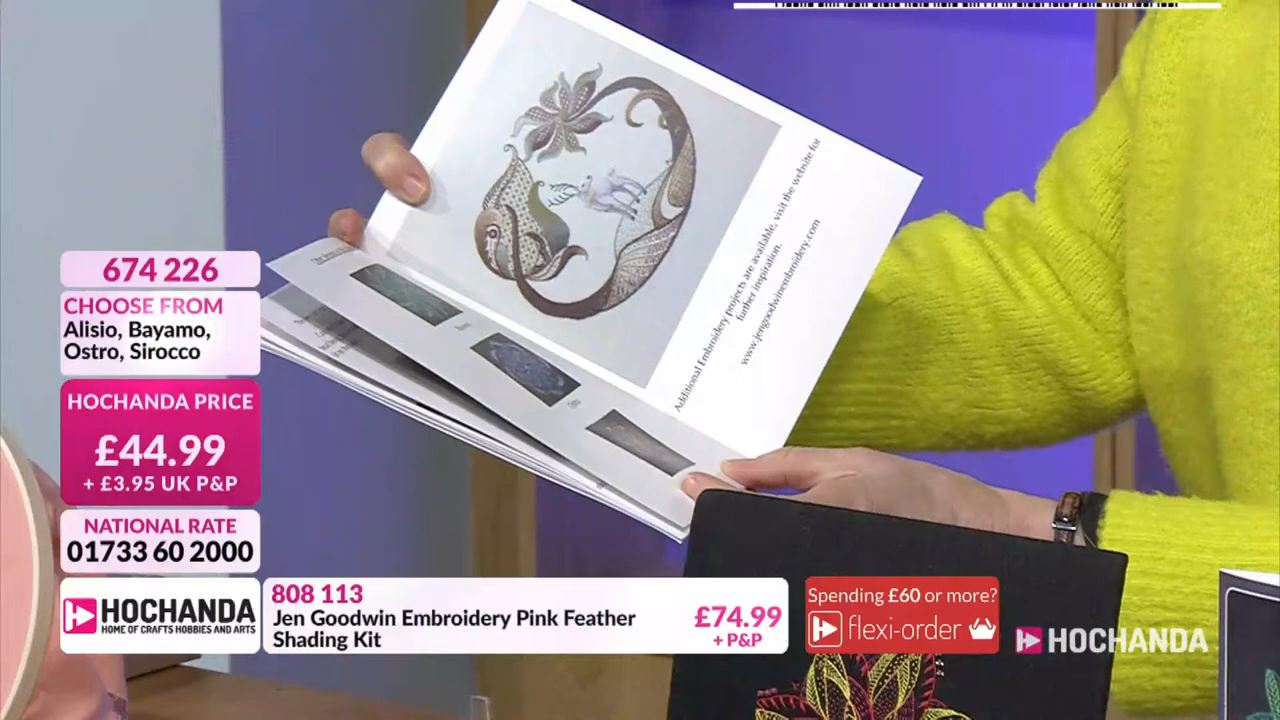 Additional Embroidery projects are available, visit the website for
further inspiration.
www.jengoodwinembroidery.com
674 226
CHOOSE FROM
Alisio, Bayamo,
Ostro, Sirocco
HOCHANDA PRICE
£44.99
+ £3.95 UK P&P
NATIONAL RATE
01733 60 2000
HOCHANDA
HOME OF CRAFTS HOBBIES AND ARTS
808 113
Jen Goodwin Embroidery Pink Feather
Shading Kit
£74.99
+ P&P
Spending £60 or more?
flexi-order
HOCHANDA